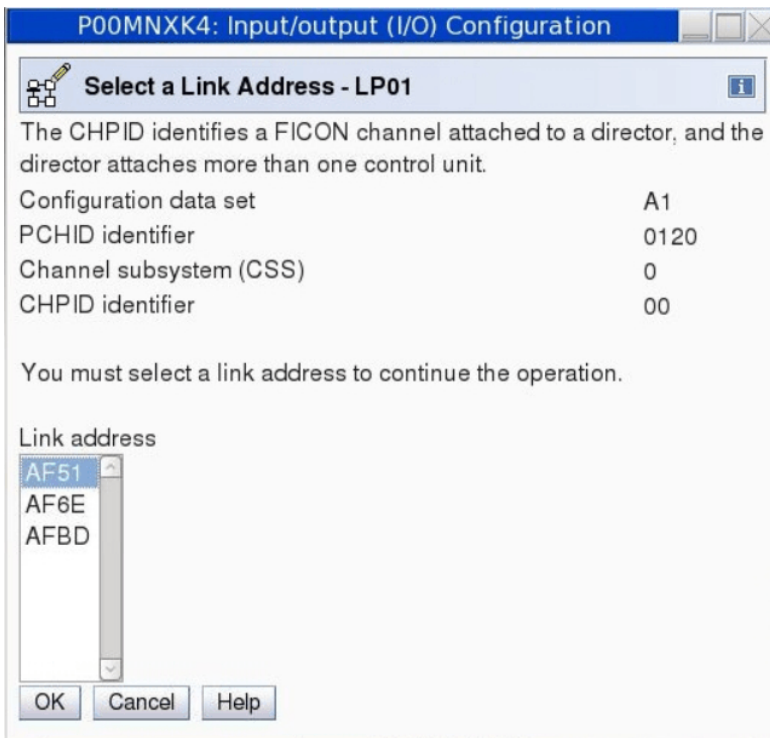 P00MNXK4: Input/output (I/O) Configuration
Select a Link Address - LP01
The CHPID identifies a FICON channel attached to a director, and the
director attaches more than one control unit.
Configuration data set A1
PCHID identifier 0120
Channel subsystem (CSS) 0
CHPID identifier 00
You must select a link address to continue the operation.
Link address
AF51
AF6E
AFBD
OK Cancel Help